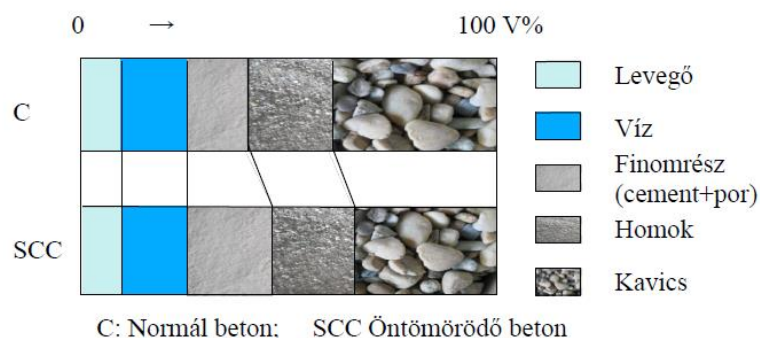 0 → 100 V%
C
Levegő
Víz
Finomrész
(cement+por)
Homok
SCC
Kavics
C: Normál beton; SCC Öntömörödő beton